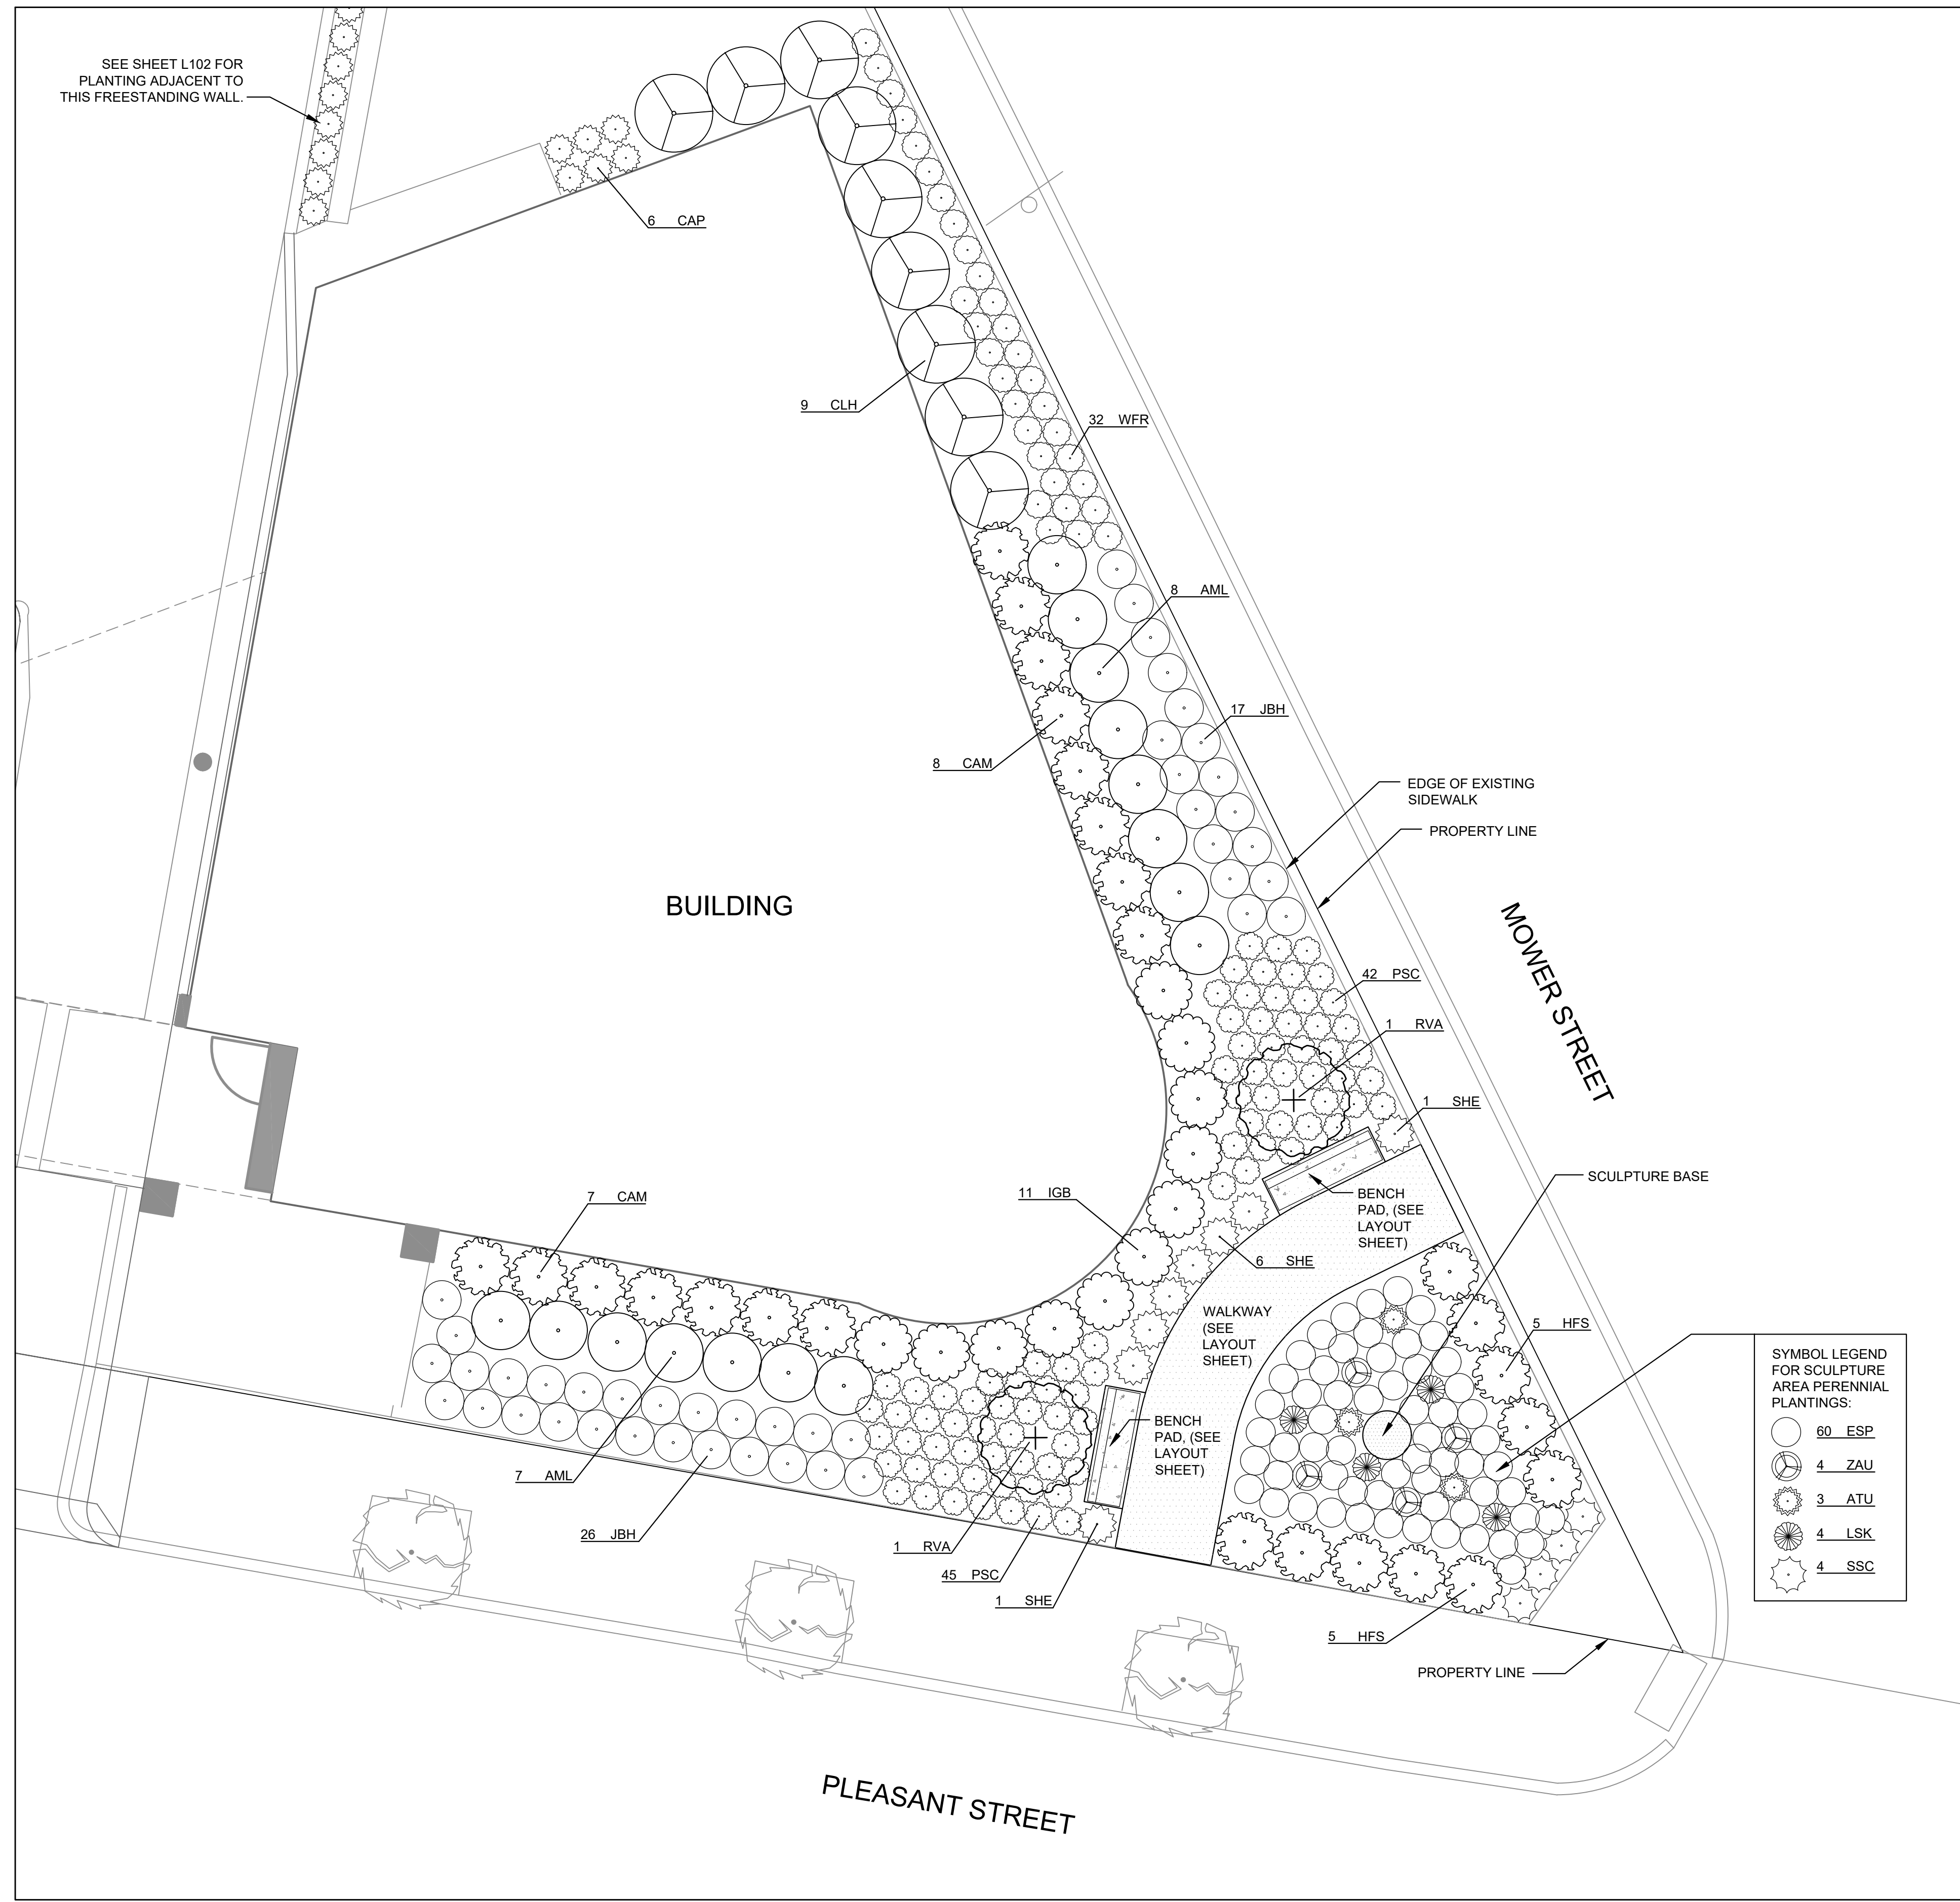 SEE SHEET L102 FOR
PLANTING ADJACENT TO
THIS FREESTANDING WALL.
6 CAP
9 CLH
32 WFR
8 AML
17 JBH
8 CAM
EDGE OF EXISTING
SIDEWALK
PROPERTY LINE
BUILDING
MOWER STREET
42 PSC
1 RVA
1 SHE
SCULPTURE BASE
7 CAM
11 IGB
BENCH
PAD, (SEE
LAYOUT
SHEET)
6 SHE
WALKWAY
(SEE
LAYOUT
SHEET)
5 HFS
SYMBOL LEGEND
FOR SCULPTURE
AREA PERENNIAL
PLANTINGS:
60 ESP
4 ZAU
3 ATU
4 LSK
4 SSC
BENCH
PAD, (SEE
LAYOUT
SHEET)
7 AML
26 JBH
1 RVA
45 PSC
1 SHE
5 HFS
PROPERTY LINE
PLEASANT STREET